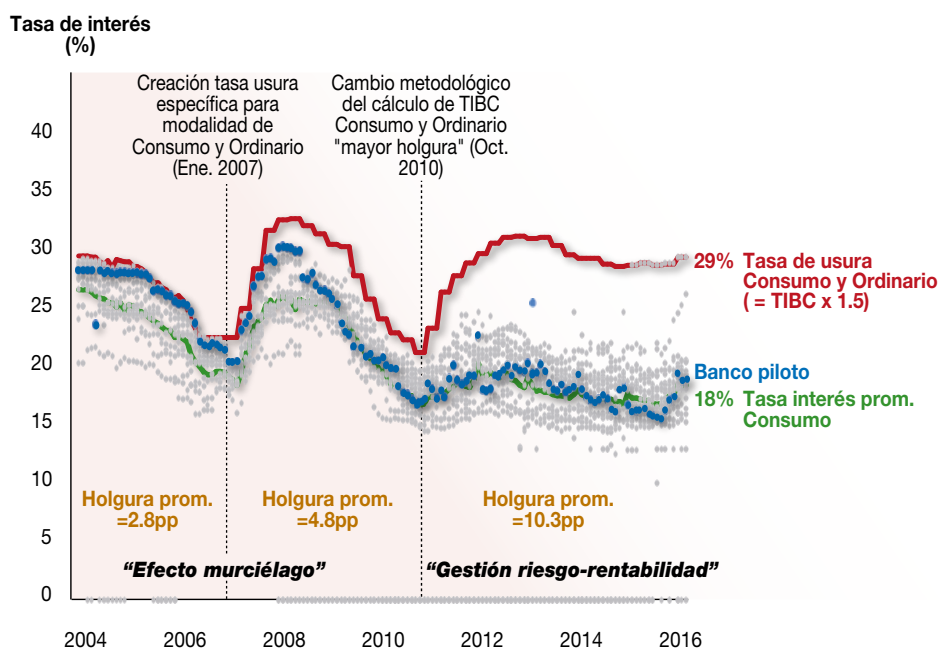 Tasa de interés
(%)
Creación tasa usura
específica para
modalidad de
Consumo y Ordinario
(Ene. 2007)
Cambio metodológico
del cálculo de TIBC
Consumo y Ordinario
"mayor holgura" (Oct.
2010)
40
35
30
25
20
15
10
5
0
29% Tasa de usura
Consumo y Ordinario
( = TIBC x 1.5)
Banco piloto
18% Tasa interés prom.
Consumo
Holgura prom.
=2.8pp
Holgura prom.
=4.8pp
Holgura prom.
=10.3pp
“Efecto murciélago”
“Gestión riesgo-rentabilidad”
2004 2006 2008 2010 2012 2014 2016